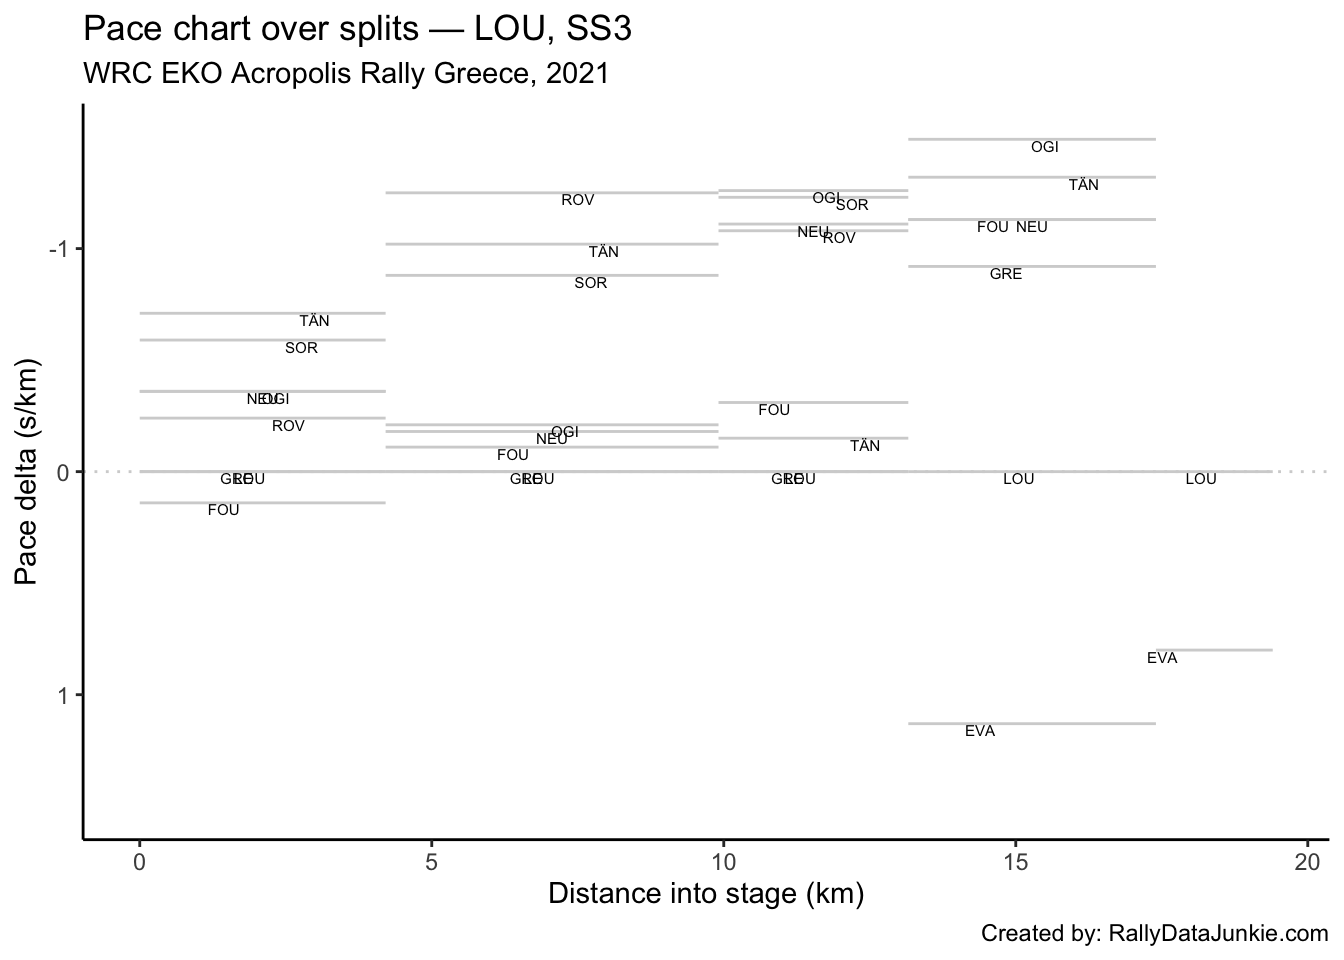 Pace chart over splits — LOU, SS3
WRC EKO Acropolis Rally Greece, 2021
OGI
TÄN
ROV
OGI
SOR
FOU NEU
NEU
ROV
-1
TÄN
GRE
SOR
TÄN
SOR
NEU
OGI
FOU
ROV
OGI
NEU
TÄN
FOU
0
GRE
LOU
GRE
LOU
GRE
LOU
LOU
LOU
FOU
EVA
1
EVA
Pace delta (s/km)
0
5
10
15
20
Distance into stage (km)
Created by: RallyDataJunkie.com